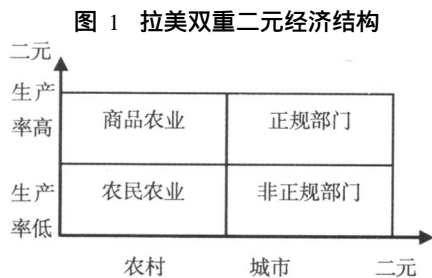 图 1 拉美双重二元经济结构
二元
生产
率高
商品农业 正规部门
生产
率低
农民农业 非正规部门
农村 城市 二元